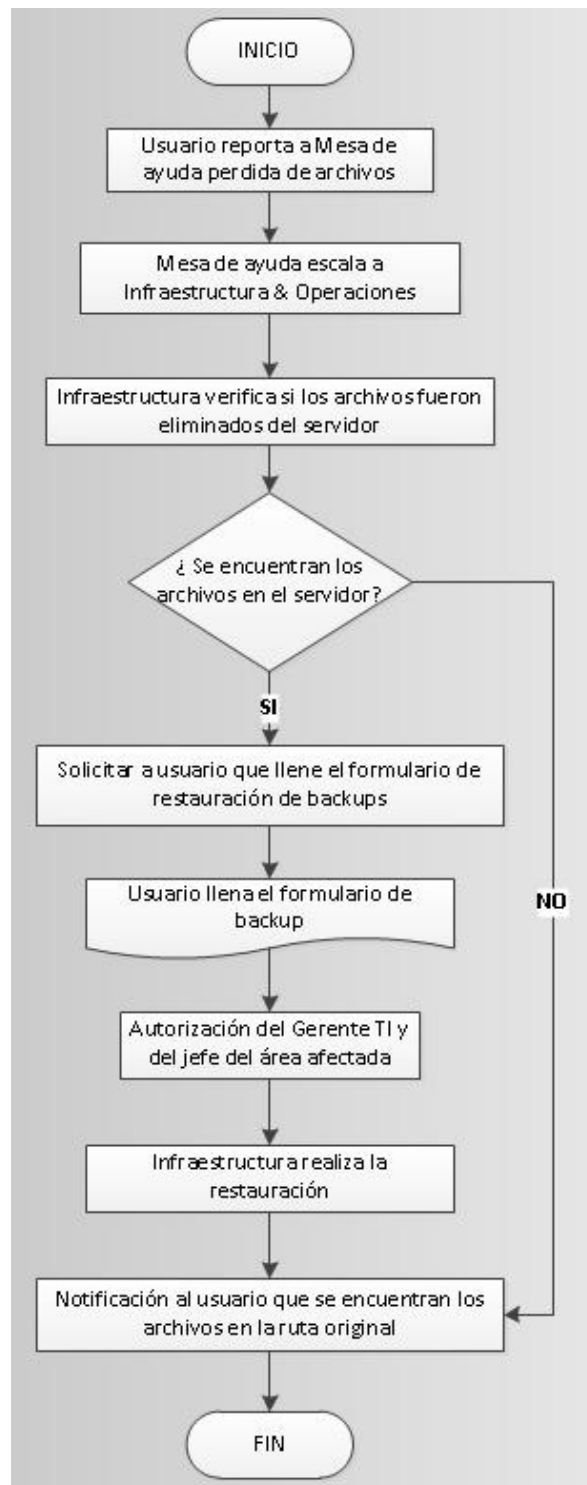 INICIO
Usuario reporta a Mesa de
ayuda perdida de archivos
Mesa de ayuda escala a
Infraestructura & Operaciones
Infraestructura verifica si los archivos fueron
eliminados del servidor
¿ Se encuentran los
archivos en el servidor?
SI
Solicitar a usuario que llene el formulario de
restauración de backups
Usuario llena el formulario de
backup
NO
Autorización del Gerente TI y
del jefe del área afectada
Infraestructura realiza la
restauración
Notificación al usuario que se encuentran los
archivos en la ruta original
FIN